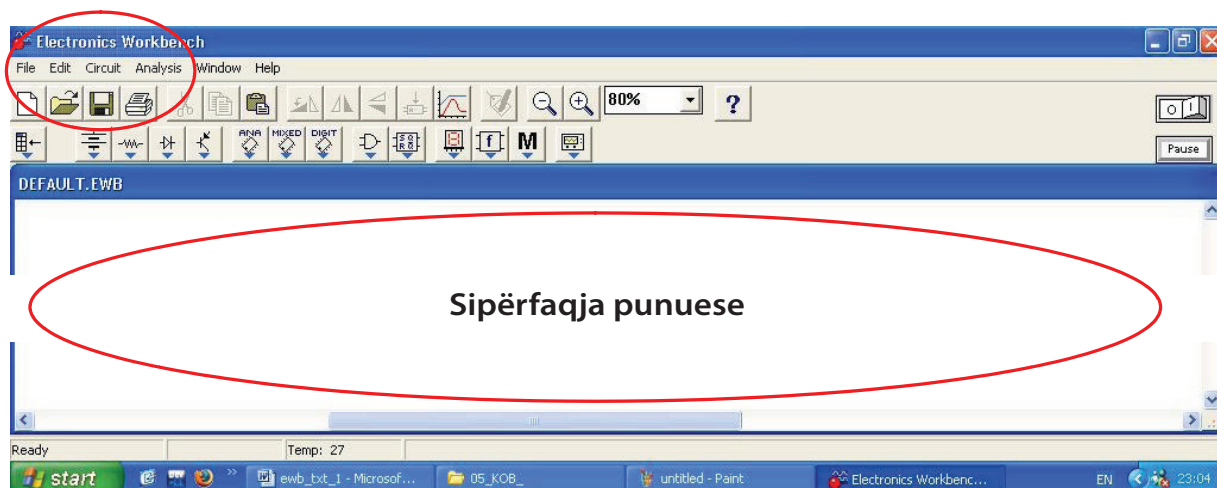 Electronics Workbench
File Edit Circuit Analysis Window Help
80% ?
ANA MIXED DIGIT M
Pause
DEFAULT.EWB
Sipërfaqja punuese
Ready Temp: 27
start ewb_txt_1 - Microsof... 05_KOB_ untitled - Paint Electronics Workbenc... EN 23:04